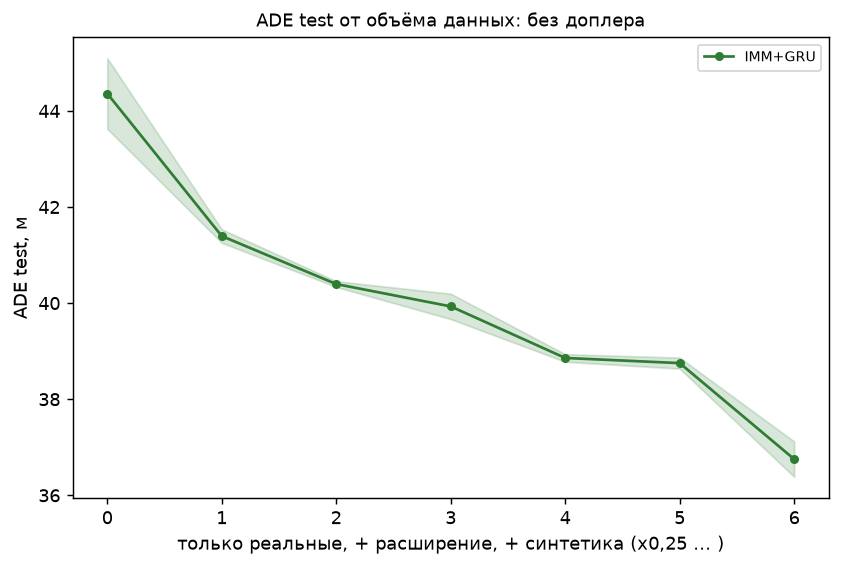 ADE test от объёма данных: без доплера
IMM+GRU
ADE test, м
44
42
40
38
36
0 1 2 3 4 5 6
только реальные, + расширение, + синтетика (x0,25 ... )